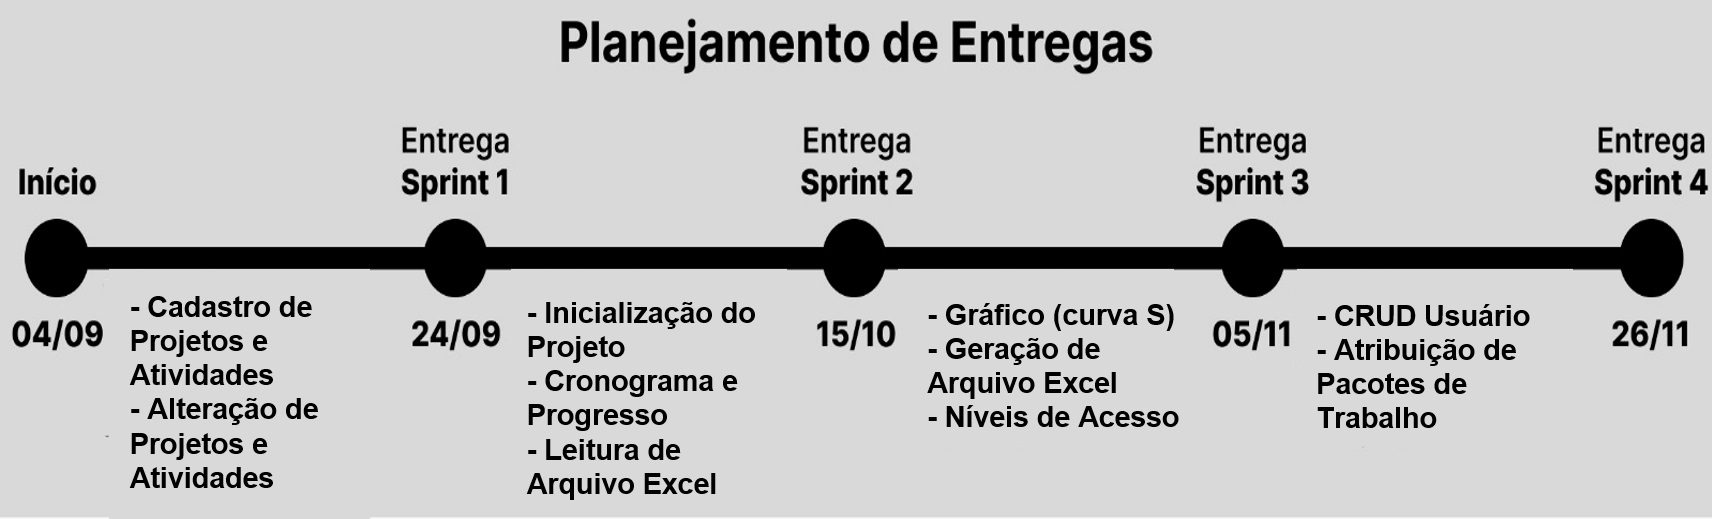 Planejamento de Entregas
Início
04/09
- Cadastro de
Projetos e
Atividades
- Alteração de
Projetos e
Atividades
Entrega
Sprint 1
24/09
- Inicialização do
Projeto
- Cronograma e
Progresso
- Leitura de
Arquivo Excel
Entrega
Sprint 2
15/10
- Gráfico (curva S)
- Geração de
Arquivo Excel
- Níveis de Acesso
Entrega
Sprint 3
05/11
- CRUD Usuário
- Atribuição de
Pacotes de
Trabalho
Entrega
Sprint 4
26/11